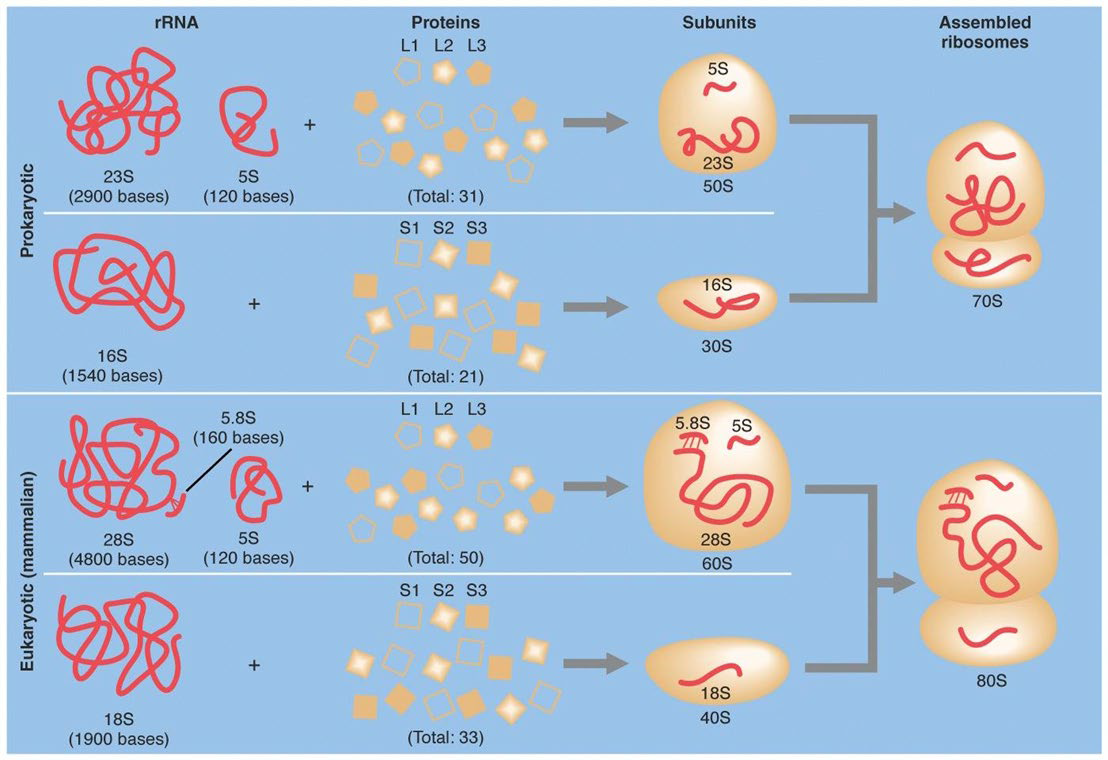 rRNA
Proteins
Subunits
Assembled
ribosomes
Prokaryotic
L1 L2 L3
23S
(2900 bases)
5S
(120 bases)
+
(Total: 31)
5S
23S
50S
S1 S2 S3
16S
(1540 bases)
+
(Total: 21)
16S
30S
70S
Eukaryotic (mammalian)
5.8S
(160 bases)
L1 L2 L3
28S
(4800 bases)
5S
(120 bases)
+
(Total: 50)
5.8S
5S
28S
60S
S1 S2 S3
18S
(1900 bases)
+
(Total: 33)
18S
40S
80S